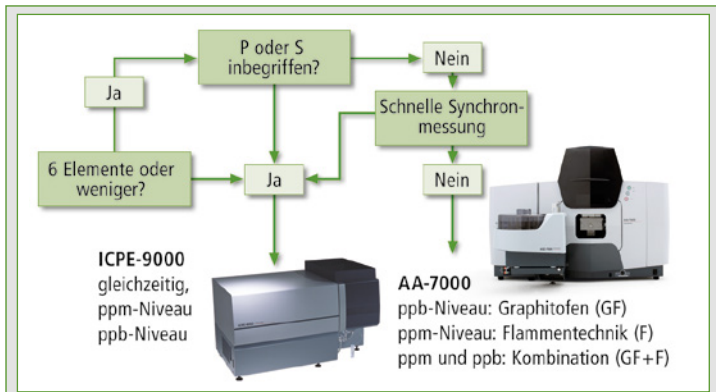 P oder S
inbegriffen?
Nein
Ja
Schnelle Synchron-
messung
6 Elemente oder
weniger?
Ja
Nein
ICPE-9000
gleichzeitig,
ppm-Niveau
ppb-Niveau
AA-7000
ppb-Niveau: Graphitofen (GF)
ppm-Niveau: Flammentechnik (F)
ppm und ppb: Kombination (GF+F)